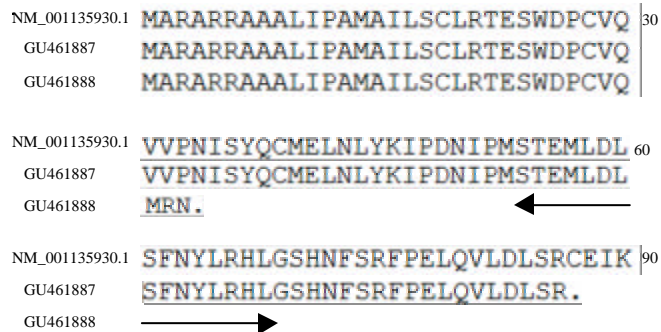 NM_001135930.1 MARARRAAALIPAMAILSCLRTESWDPCVQ 30
GU461887 MARARRAAALIPAMAILSCLRTESWDPCVQ
GU461888 MARARRAAALIPAMAILSCLRTESWDPCVQ
NM_001135930.1 VVPNISYQCMELNLYKIPDNIPMSTEMLDL 60
GU461887 VVPNISYQCMELNLYKIPDNIPMSTEMLDL
GU461888 MRN.
NM_001135930.1 SFNYLRHLGSHNFSRFPELQVLDLSRCEIK 90
GU461887 SFNYLRHLGSHNFSRFPELQVLDLSR.
GU461888